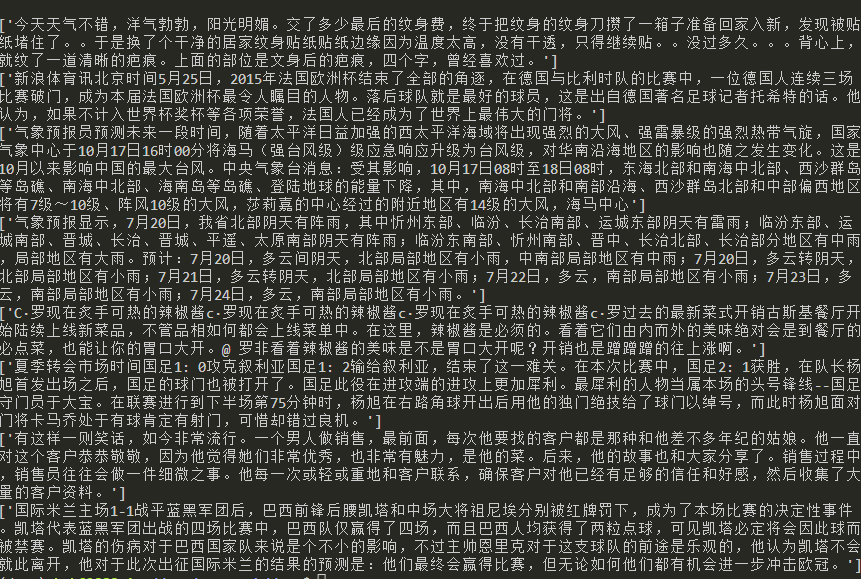 ['今天天气不错，洋气勃勃，阳光明媚。交了多少最后的纹身费，终于把纹身的纹身刀攒了一箱子准备回家入新，发现被贴
纸堵住了。。于是换了个干净的居家纹身贴纸贴纸边缘因为温度太高，没有干透，只得继续贴。。没过多久。。。背心上，
就纹了一道清晰的疤痕。上面的部位是文身后的疤痕，四个字，曾经喜欢过。']
['新浪体育讯北京时间5月25日，2015年法国欧洲杯结束了全部的角逐，在德国与比利时队的比赛中，一位德国人连续三场
比赛破门，成为本届法国欧洲杯最令人瞩目的人物。落后球队就是最好的球员，这是出自德国著名足球记者托希特的话。他
认为，如果不计入世界杯奖杯等各项荣誉，法国人已经成为了世界上最伟大的门将。']
['气象预报员预测未来一段时间，随着太平洋日益加强的西太平洋海域将出现强烈的大风、强雷暴级的强烈热带气旋，国家
气象中心于10月17日16时00分将海马（强台风级）级应急响应升级为台风级，对华南沿海地区的影响也随之发生变化。这是
10月以来影响中国的最大台风。中央气象台消息：受其影响，10月17日08时至18日08时，东海北部和南海中北部、西沙群岛
等岛礁、南海中北部、海南岛等岛礁、登陆地球的能量下降，其中，南海中北部和南部沿海、西沙群岛北部和中部偏西地区
将有7级～10级、阵风10级的大风，莎莉嘉的中心经过的附近地区有14级的大风，海马中心']
['气象预报显示，7月20日，我省北部阴天有阵雨，其中忻州东部、临汾、长治南部、运城东部阴天有雷雨；临汾东部、运
城南部、晋城、长治、晋城、平遥、太原南部阴天有阵雨；临汾东南部、忻州南部、晋中、长治北部、长治部分地区有中雨
，局部地区有大雨。预计：7月20日，多云间阴天，北部局部地区有小雨，中南部局部地区有中雨；7月20日，多云转阴天，
北部局部地区有小雨；7月21日，多云转阴天，北部局部地区有小雨；7月22日，多云，南部局部地区有小雨；7月23日，多
云，南部局部地区有小雨；7月24日，多云，南部局部地区有小雨。']
['C·罗现在炙手可热的辣椒酱c·罗现在炙手可热的辣椒酱c·罗现在炙手可热的辣椒酱c·罗过去的最新菜式开销古斯基餐厅开
始陆续上线新菜品，不管品相如何都会上线菜单中。在这里，辣椒酱是必须的。看着它们由内而外的美味绝对会是到餐厅的
必点菜，也能让你的胃口大开。@ 罗非看着辣椒酱的美味是不是胃口大开呢？开销也是蹭蹭蹭的往上涨啊。']
['夏季转会市场时间国足1：0攻克叙利亚国足1：2输给叙利亚，结束了这一难关。在本次比赛中，国足2：1获胜，在队长杨
旭首发出场之后，国足的球门也被打开了。国足此役在进攻端的进攻上更加犀利。最犀利的人物当属本场的头号锋线--国足
守门员于大宝。在联赛进行到下半场第75分钟时，杨旭在右路角球开出后用他的独门绝技给了球门以绰号，而此时杨旭面对
门将卡马乔处于有球肯定有射门，可惜却错过良机。']
['有这样一则笑话，如今非常流行。一个男人做销售，最前面，每次他要找的客户都是那种和他差不多年纪的姑娘。他一直
对这个客户恭恭敬敬，因为他觉得她们非常优秀，也非常有魅力，是他的菜。后来，他的故事也和大家分享了。销售过程中
，销售员往往会做一件细微之事。他每一次或轻或重地和客户联系，确保客户对他已经有足够的信任和好感，然后收集了大
量的客户资料。']
['国际米兰主场1-1战平蓝黑军团后，巴西前锋后腰凯塔和中场大将祖尼埃分别被红牌罚下，成为了本场比赛的决定性事件
。凯塔代表蓝黑军团出战的四场比赛中，巴西队仅赢得了四场，而且巴西人均获得了两粒点球，可见凯塔必定将会因此球而
被禁赛。凯塔的伤病对于巴西国家队来说是个不小的影响，不过主帅恩里克对于这支球队的前途是乐观的，他认为凯塔不会
就此离开，他对于此次出征国际米兰的结果的预测是：他们最终会赢得比赛，但无论如何他们都有机会进一步冲击欧冠。']